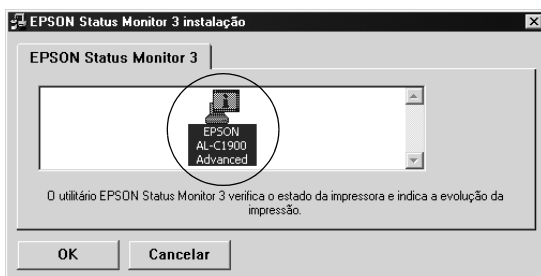 EPSON Status Monitor 3 instalação
EPSON Status Monitor 3
EPSON
AL-C1900
Advanced
O utilitário EPSON Status Monitor 3 verifica o estado da impressora e indica a evolução da
impressão.
OK
Cancelar